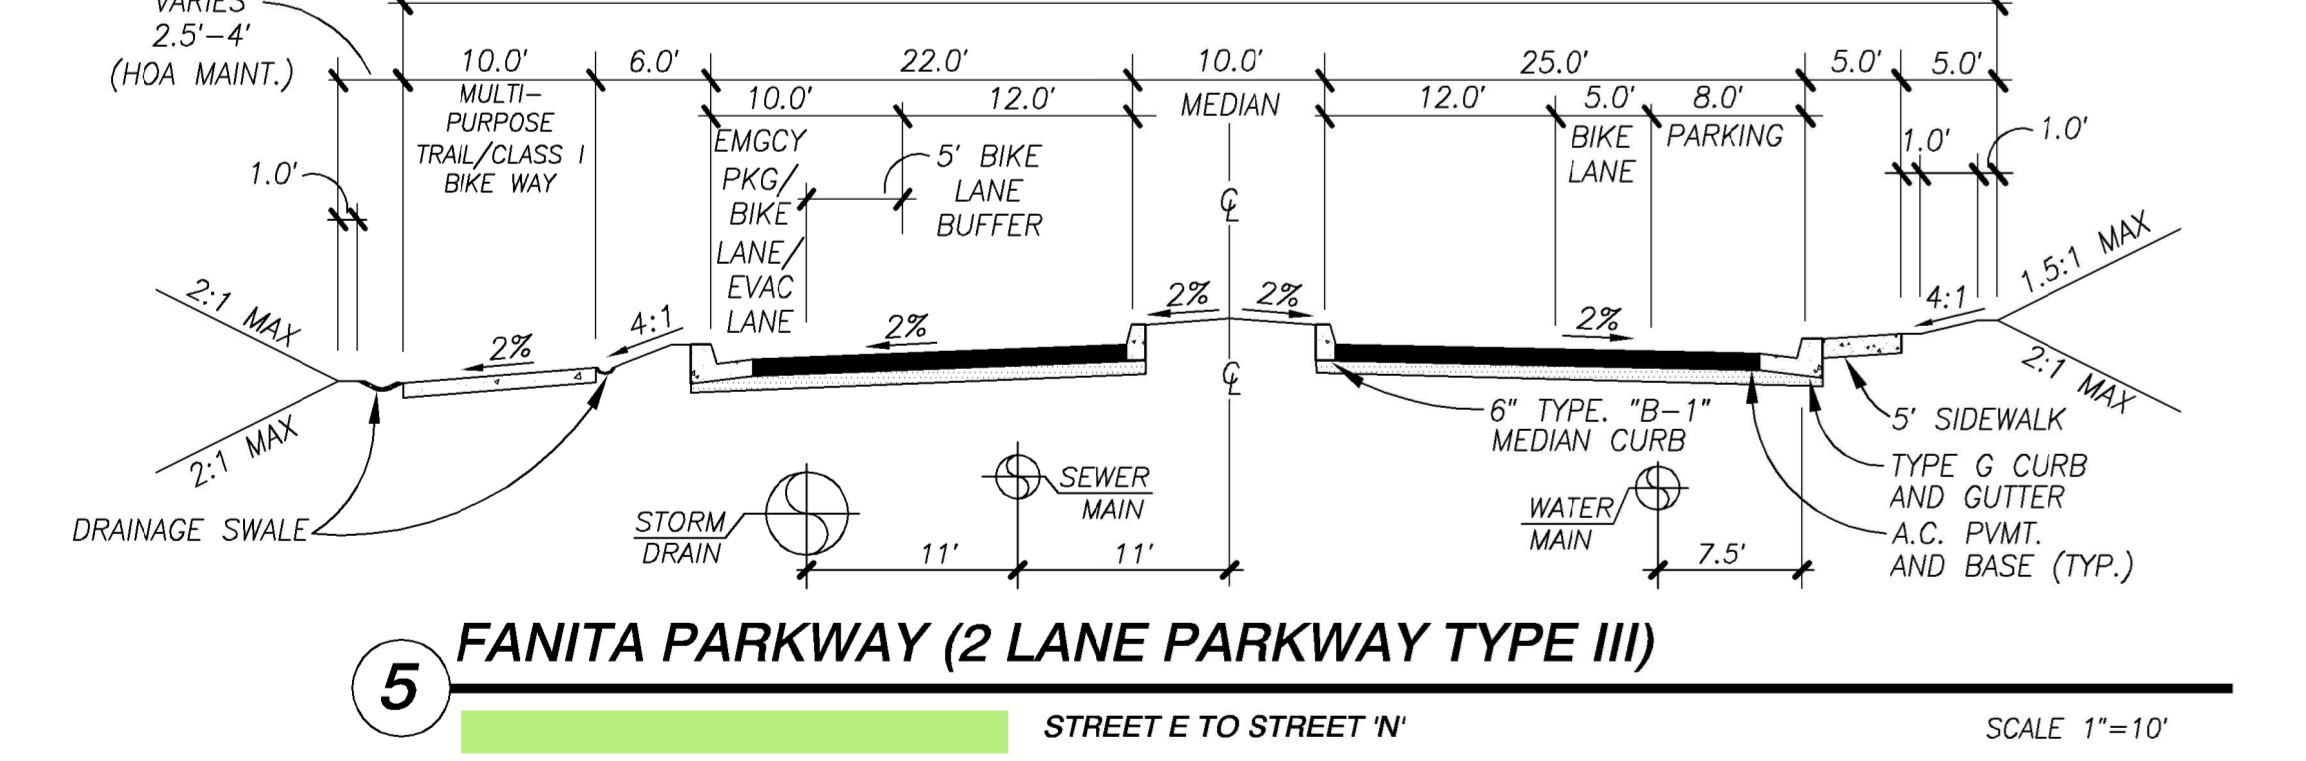 VARIES
2.5'-4'
(HOA MAINT.)
10.0'
6.0'
22.0'
10.0'
25.0'
5.0'
5.0'
MULTI-
PURPOSE
TRAIL/CLASS I
BIKE WAY
10.0'
12.0'
MEDIAN
12.0'
5.0'
8.0'
BIKE
LANE
PARKING
1.0'
1.0'
1.0'
EMGCY
PKG/
BIKE
LANE/
EVAC
LANE
5' BIKE
LANE
BUFFER
℄
2:1 MAX
2:1 MAX
2%
4:1
2%
2%
2%
2%
4:1
1.5:1 MAX
2:1 MAX
℄
6" TYPE. "B-1"
MEDIAN CURB
5' SIDEWALK
TYPE G CURB
AND GUTTER
A.C. PVMT.
AND BASE (TYP.)
DRAINAGE SWALE
STORM
DRAIN
SEWER
MAIN
WATER
MAIN
11'
11'
7.5'
5
FANITA PARKWAY (2 LANE PARKWAY TYPE III)
STREET E TO STREET 'N'
SCALE 1"=10'